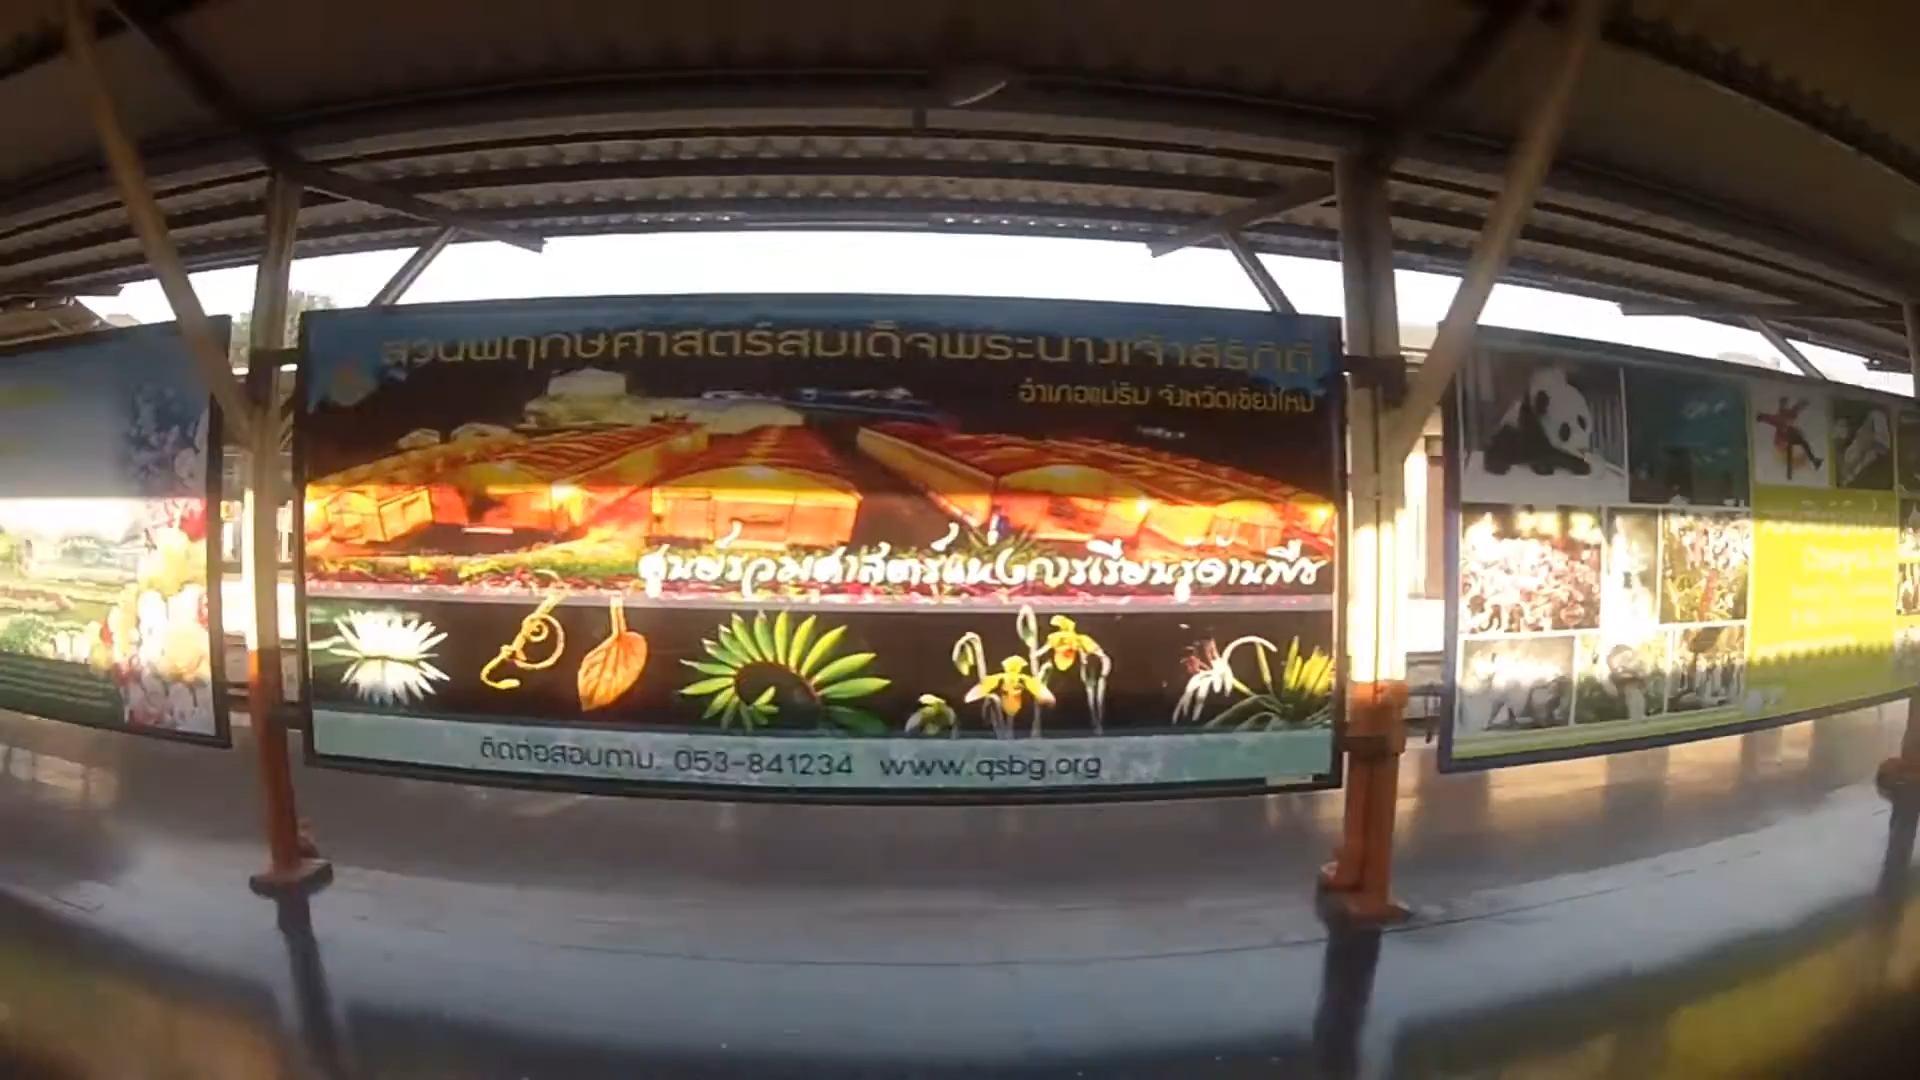 สวนพฤกษศาสตร์สมเด็จพระนางเจ้าสิริกิติ์
อำเภอแม่ริม จังหวัดเชียงใหม่
ศูนย์รวมศาสตร์แห่งการเรียนรู้ด้านพืช
ติดต่อสอบถาม. 053-841234 www.qsbg.org